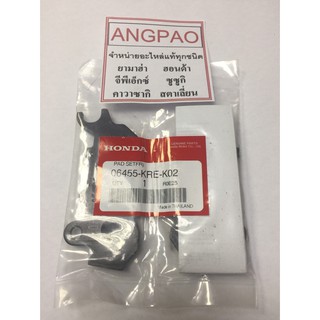 ANGPAO
จำหน่ายอะไหล่แท้ทุกชนิด
ยามาฮ่า ฮอนด้า
จีพีเอ็กซ์ ซูซูกิ
คาวาซากิ สตาเลี่ยน
HONDA
PAD SET,FR
06455-KRE-K02
1
MADE IN THAILAND